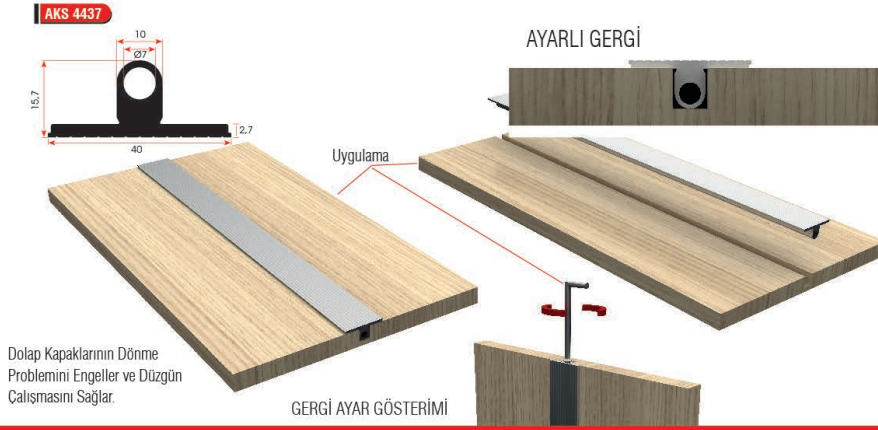 AKS 4437
10
Ø7
15,7
2,7
40
AYARLI GERGİ
Uygulama
Dolap Kapaklarının Dönme
Problemini Engeller ve Düzgün
Çalışmasını Sağlar.
GERGİ AYAR GÖSTERİMİ